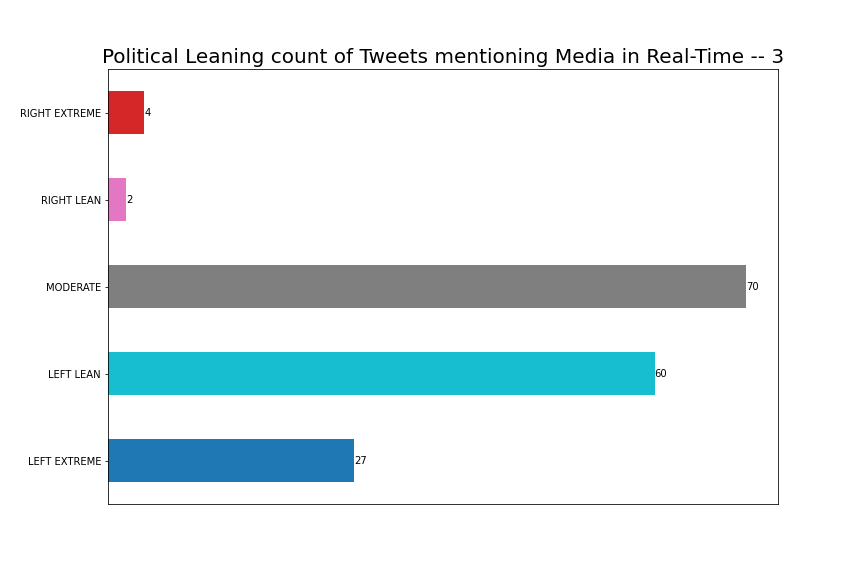 Political Leaning count of Tweets mentioning Media in Real-Time -- 3
RIGHT EXTREME 4
RIGHT LEAN 2
MODERATE 70
LEFT LEAN 60
LEFT EXTREME 27